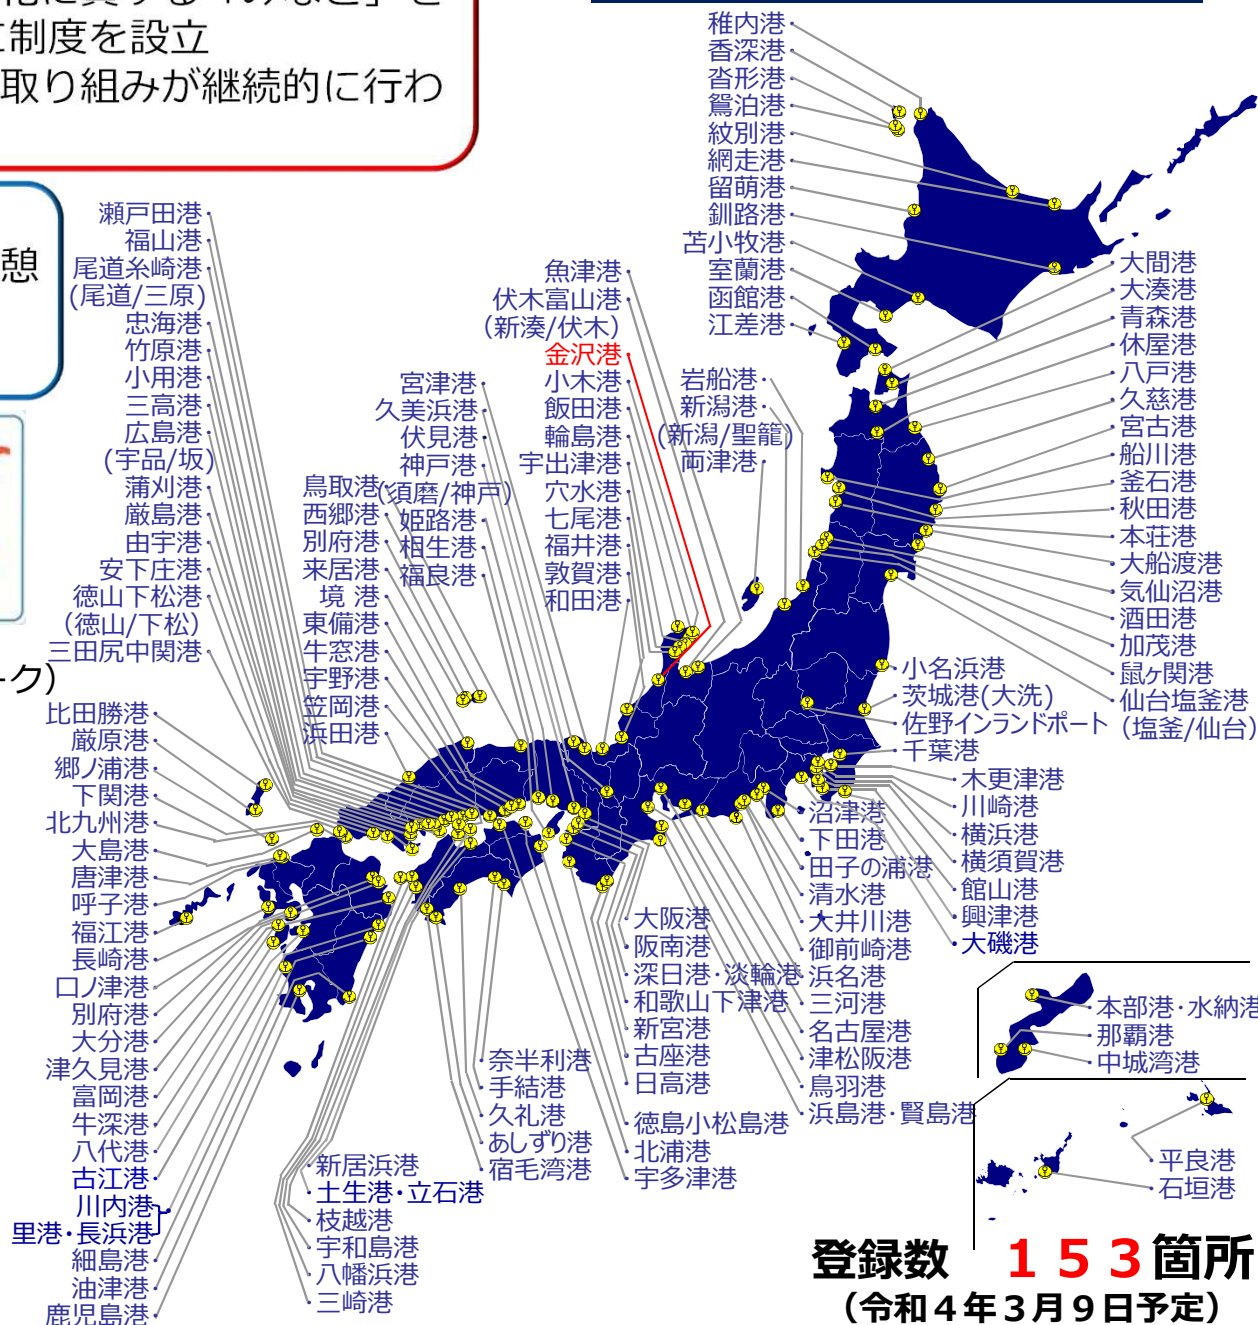 化に資する「みなと」を
に制度を設立
取り組みが継続的に行わ
憩
ーク)
稚内港
香深港
沓形港
鴛泊港
紋別港
網走港
留萌港
釧路港
苫小牧港
室蘭港
函館港
江差港
瀬戸田港
福山港
尾道糸崎港
(尾道/三原)
忠海港
竹原港
小用港
三高港
広島港
(宇品/坂)
蒲刈港
厳島港
由宇港
安下庄港
徳山下松港
(徳山/下松)
三田尻中関港
魚津港
伏木富山港
(新湊/伏木)
金沢港
小木港
飯田港
輪島港
宇出津港
穴水港
七尾港
福井港
敦賀港
和田港
宮津港
久美浜港
伏見港
神戸港
(須磨/神戸)
姫路港
相生港
福良港
鳥取港
西郷港
別府港
来居港
境 港
東備港
牛窓港
宇野港
笠岡港
浜田港
岩船港
新潟港
(新潟/聖籠)
両津港
大間港
大湊港
青森港
休屋港
八戸港
久慈港
宮古港
船川港
釜石港
秋田港
本荘港
大船渡港
気仙沼港
酒田港
加茂港
鼠ヶ関港
仙台塩釜港
(塩釜/仙台)
小名浜港
茨城港(大洗)
佐野インランドポート
千葉港
木更津港
川崎港
横浜港
横須賀港
館山港
興津港
大磯港
沼津港
下田港
田子の浦港
清水港
大井川港
御前崎港
浜名港
三河港
名古屋港
津松阪港
鳥羽港
浜島港・賢島港
比田勝港
厳原港
郷ノ浦港
下関港
北九州港
大島港
唐津港
呼子港
福江港
長崎港
口ノ津港
別府港
大分港
津久見港
富岡港
牛深港
八代港
古江港
川内港
里港・長浜港
細島港
油津港
鹿児島港
大阪港
阪南港
深日港・淡輪港
和歌山下津港
新宮港
古座港
日高港
徳島小松島港
北浦港
宇多津港
奈半利港
手結港
久礼港
あしずり港
宿毛湾港
新居浜港
土生港・立石港
枝越港
宇和島港
八幡浜港
三崎港
本部港・水納港
那覇港
中城湾港
平良港
石垣港
登録数 １５３箇所
（令和４年３月９日予定）